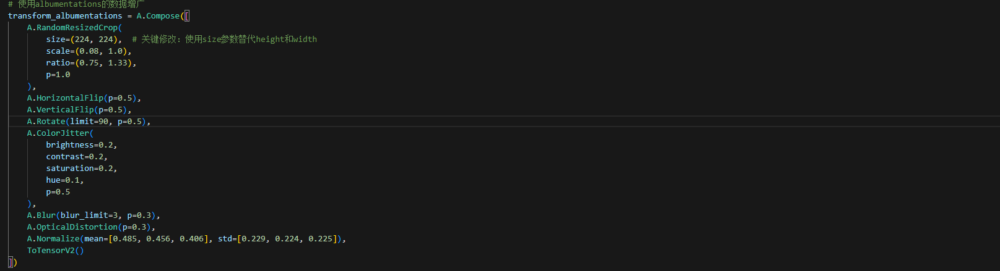 # 使用albumentations的数据增广
transform_albumentations = A.Compose([
    A.RandomResizedCrop(
        size=(224, 224),  # 关键修改：使用size参数替代height和width
        scale=(0.08, 1.0),
        ratio=(0.75, 1.33),
        p=1.0
    ),
    A.HorizontalFlip(p=0.5),
    A.VerticalFlip(p=0.5),
    A.Rotate(limit=90, p=0.5),
    A.ColorJitter(
        brightness=0.2,
        contrast=0.2,
        saturation=0.2,
        hue=0.1,
        p=0.5
    ),
    A.Blur(blur_limit=3, p=0.3),
    A.OpticalDistortion(p=0.3),
    A.Normalize(mean=[0.485, 0.456, 0.406], std=[0.229, 0.224, 0.225]),
    ToTensorV2()
])